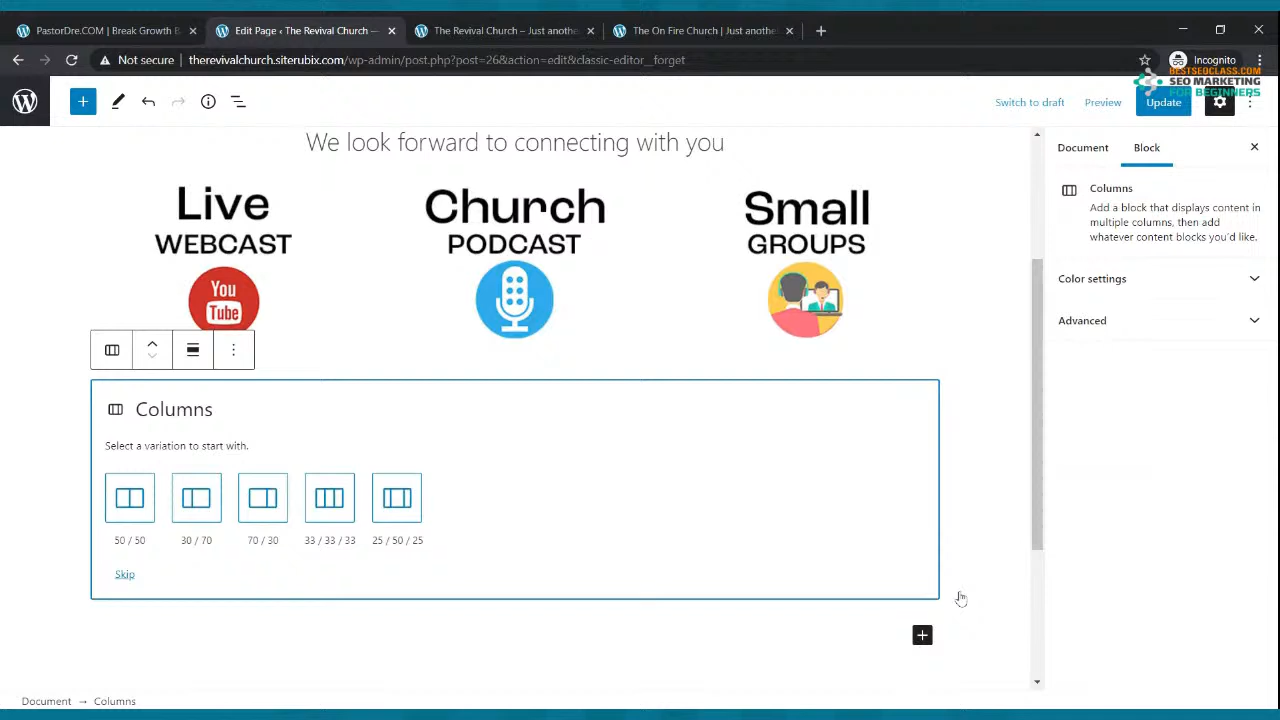 PastorDre.COM | Break Growth B
Edit Page ‹ The Revival Church —
The Revival Church – Just anothe
The On Fire Church | Just anothe
Not secure
therevivalchurch.siterubix.com/wp-admin/post.php?post=26&action=edit&classic-editor__forget
Incognito
BESTSEOCLASS.COM
SEO MARKETING
FOR BEGINNERS
Switch to draft
Preview
Update
We look forward to connecting with you
Document
Block
Live
WEBCAST
You
Tube
Church
PODCAST
Small
GROUPS
Columns
Add a block that displays content in
multiple columns, then add
whatever content blocks you'd like.
Color settings
Advanced
Columns
Select a variation to start with.
50 / 50
30 / 70
70 / 30
33 / 33 / 33
25 / 50 / 25
Skip
Document → Columns